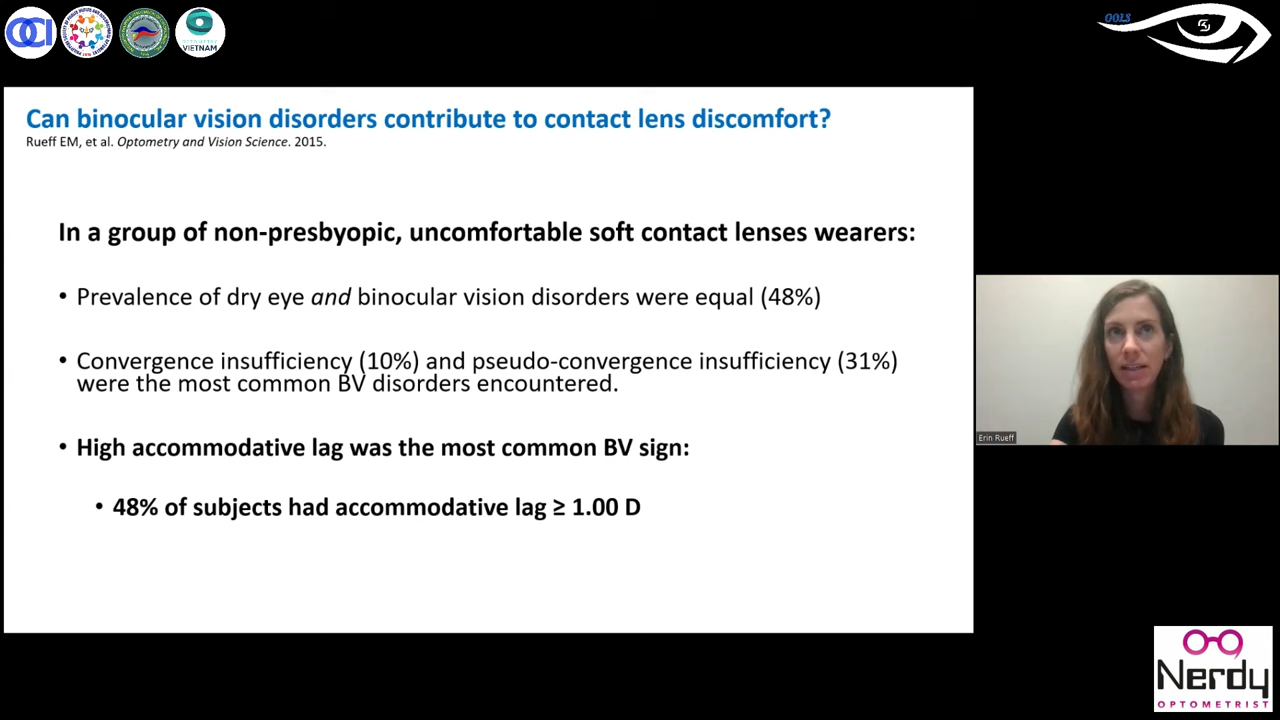 OCI
OPTOMETRY
VIETNAM
OOLS
Can binocular vision disorders contribute to contact lens discomfort?
Rueff EM, et al. Optometry and Vision Science. 2015.
In a group of non-presbyopic, uncomfortable soft contact lenses wearers:
• Prevalence of dry eye and binocular vision disorders were equal (48%)
• Convergence insufficiency (10%) and pseudo-convergence insufficiency (31%)
were the most common BV disorders encountered.
• High accommodative lag was the most common BV sign:
• 48% of subjects had accommodative lag ≥ 1.00 D
Erin Rueff
Nerdy
OPTOMETRIST